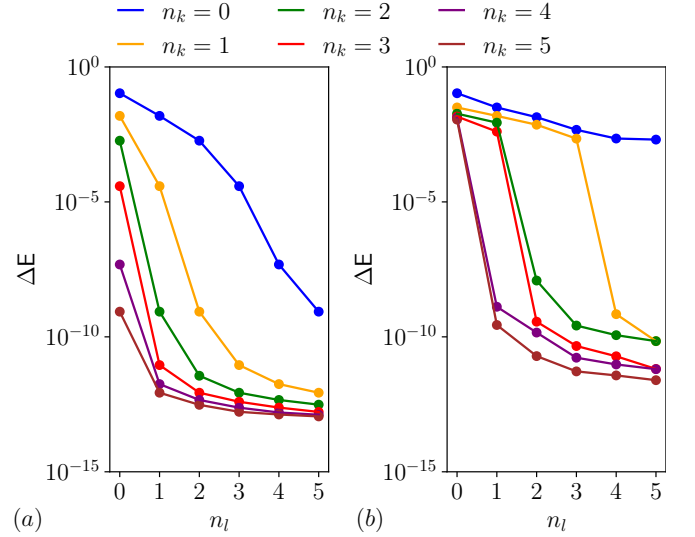 n_k = 0 n_k = 2 n_k = 4
n_k = 1 n_k = 3 n_k = 5
10^0 10^0
10^{-5} 10^{-5}
ΔE ΔE
10^{-10} 10^{-10}
10^{-15} 10^{-15}
0 1 2 3 4 5 0 1 2 3 4 5
(a) n_l (b) n_l